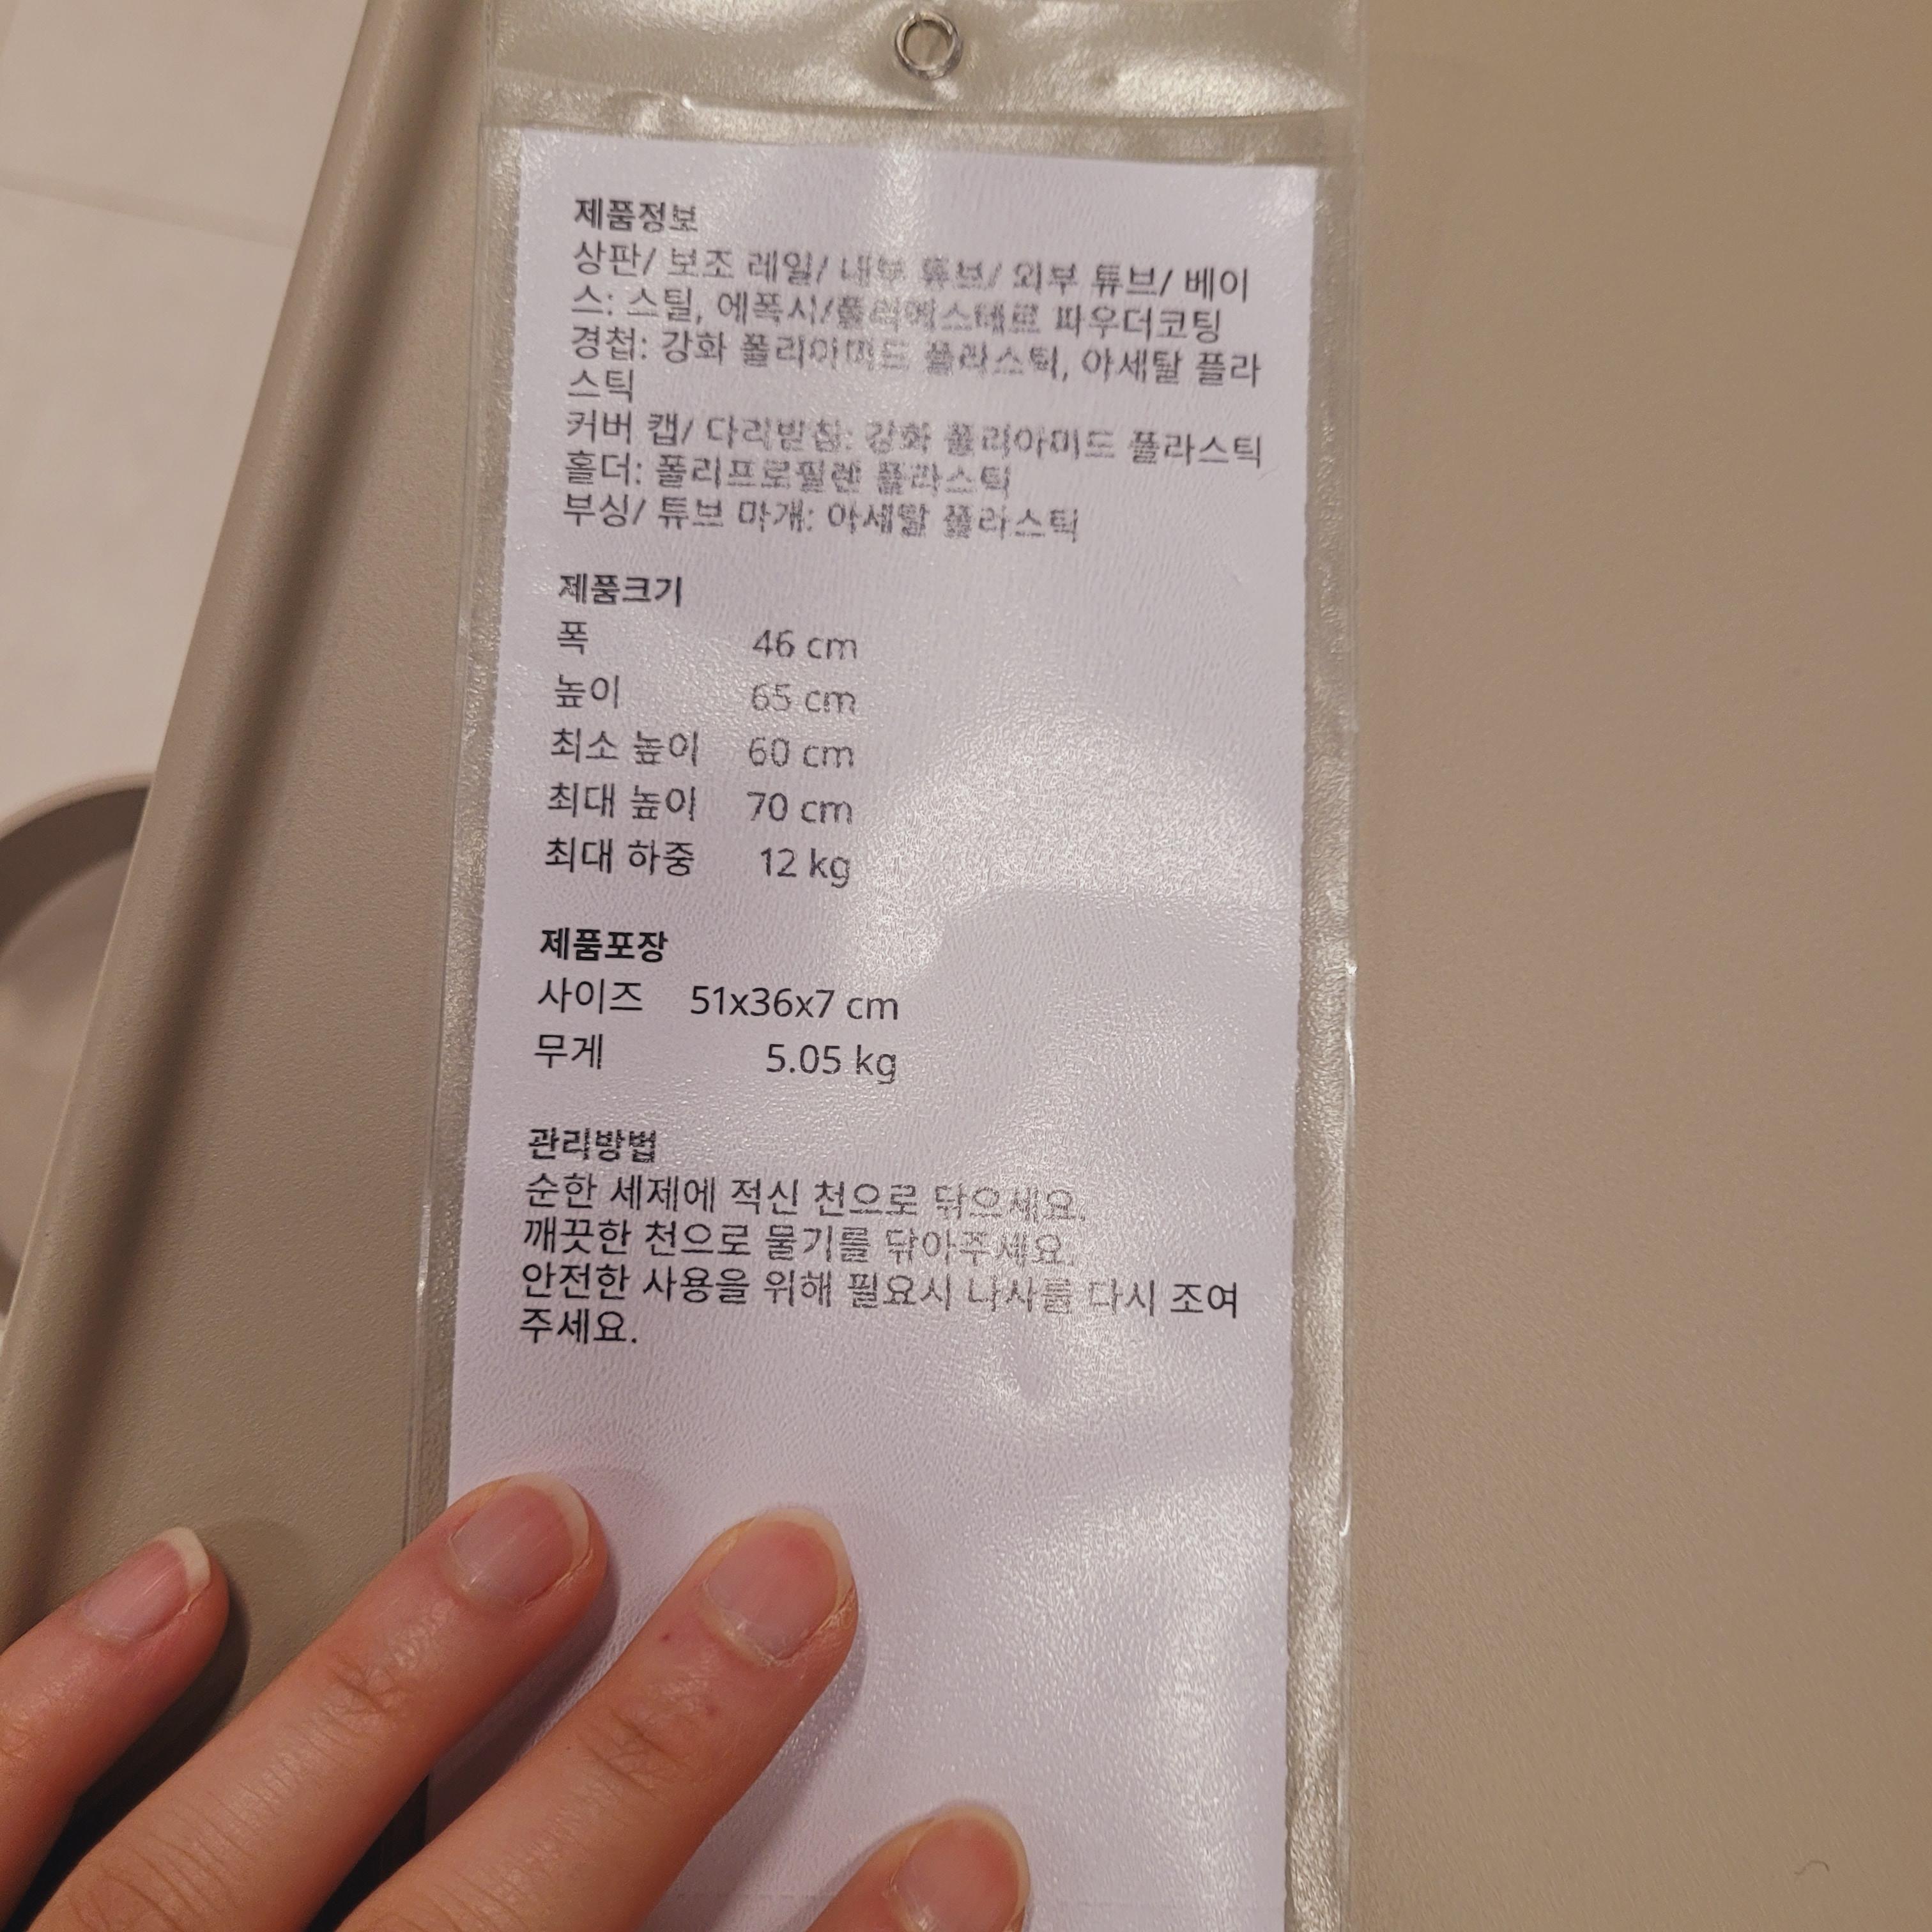 제품정보
상판/ 보조 레일/ 내부 튜브/ 외부 튜브/ 베이
스: 스틸, 에폭시/폴리에스테르 파우더코팅
경첩: 강화 폴리아미드 플라스틱, 아세탈 플라
스틱
커버 캡/ 다리받침: 강화 폴리아미드 플라스틱
홀더: 폴리프로필렌 플라스틱
부싱/ 튜브 마개: 아세탈 플라스틱
제품크기
폭 46 cm
높이 65 cm
최소 높이 60 cm
최대 높이 70 cm
최대 하중 12 kg
제품포장
사이즈 51x36x7 cm
무게 5.05 kg
관리방법
순한 세제에 적신 천으로 닦으세요.
깨끗한 천으로 물기를 닦아주세요.
안전한 사용을 위해 필요시 나사를 다시 조여
주세요.